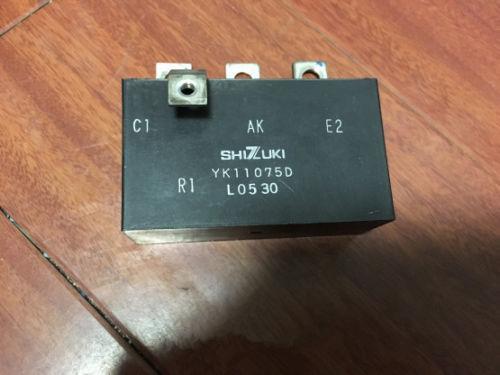 C1 AK E2
SHIZUKI
YK11075D
R1
L0530